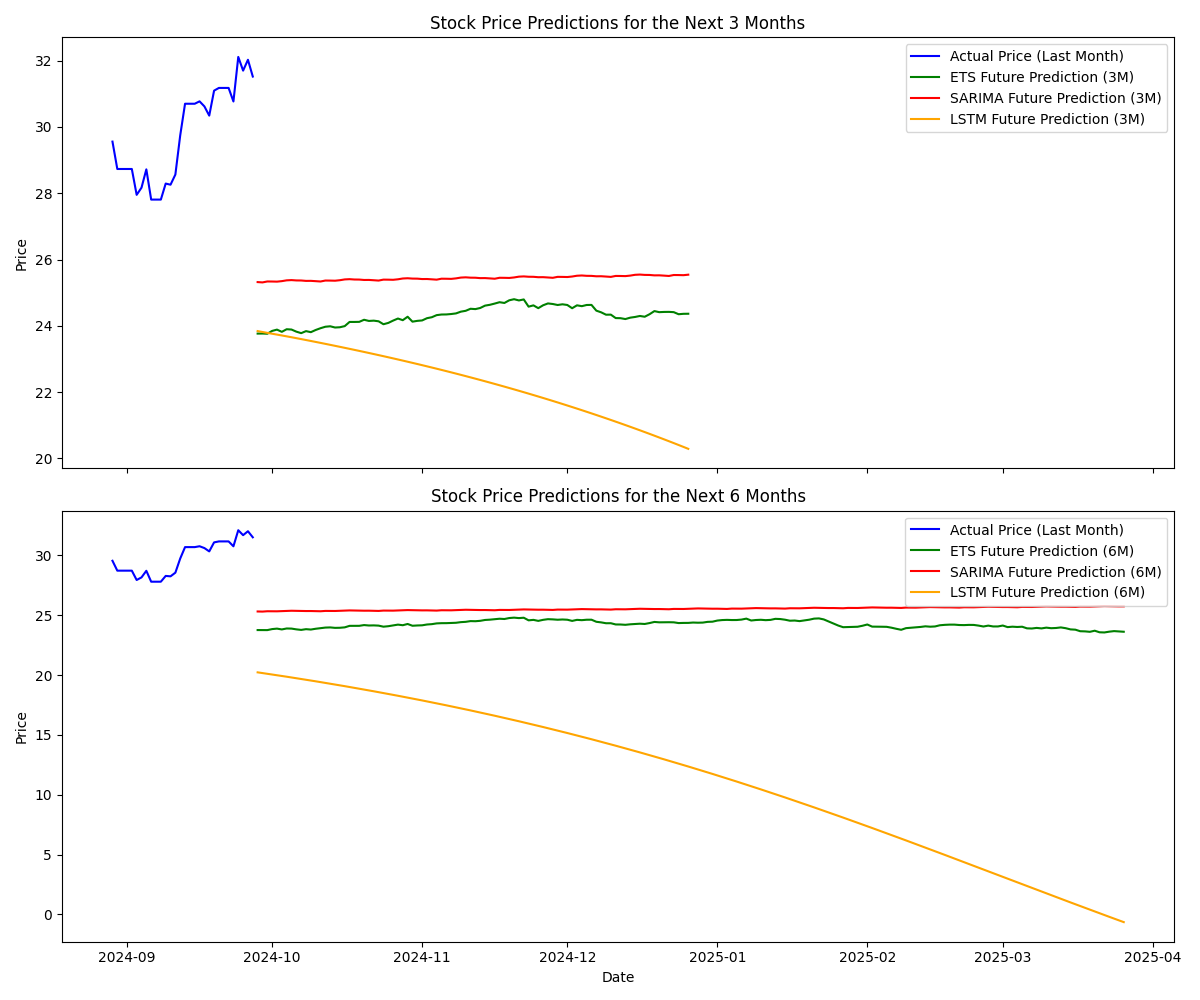 Stock Price Predictions for the Next 3 Months
Actual Price (Last Month)
ETS Future Prediction (3M)
SARIMA Future Prediction (3M)
LSTM Future Prediction (3M)
Price
32
30
28
26
24
22
20
Stock Price Predictions for the Next 6 Months
Actual Price (Last Month)
ETS Future Prediction (6M)
SARIMA Future Prediction (6M)
LSTM Future Prediction (6M)
Price
30
25
20
15
10
5
0
2024-09 2024-10 2024-11 2024-12 2025-01 2025-02 2025-03 2025-04
Date